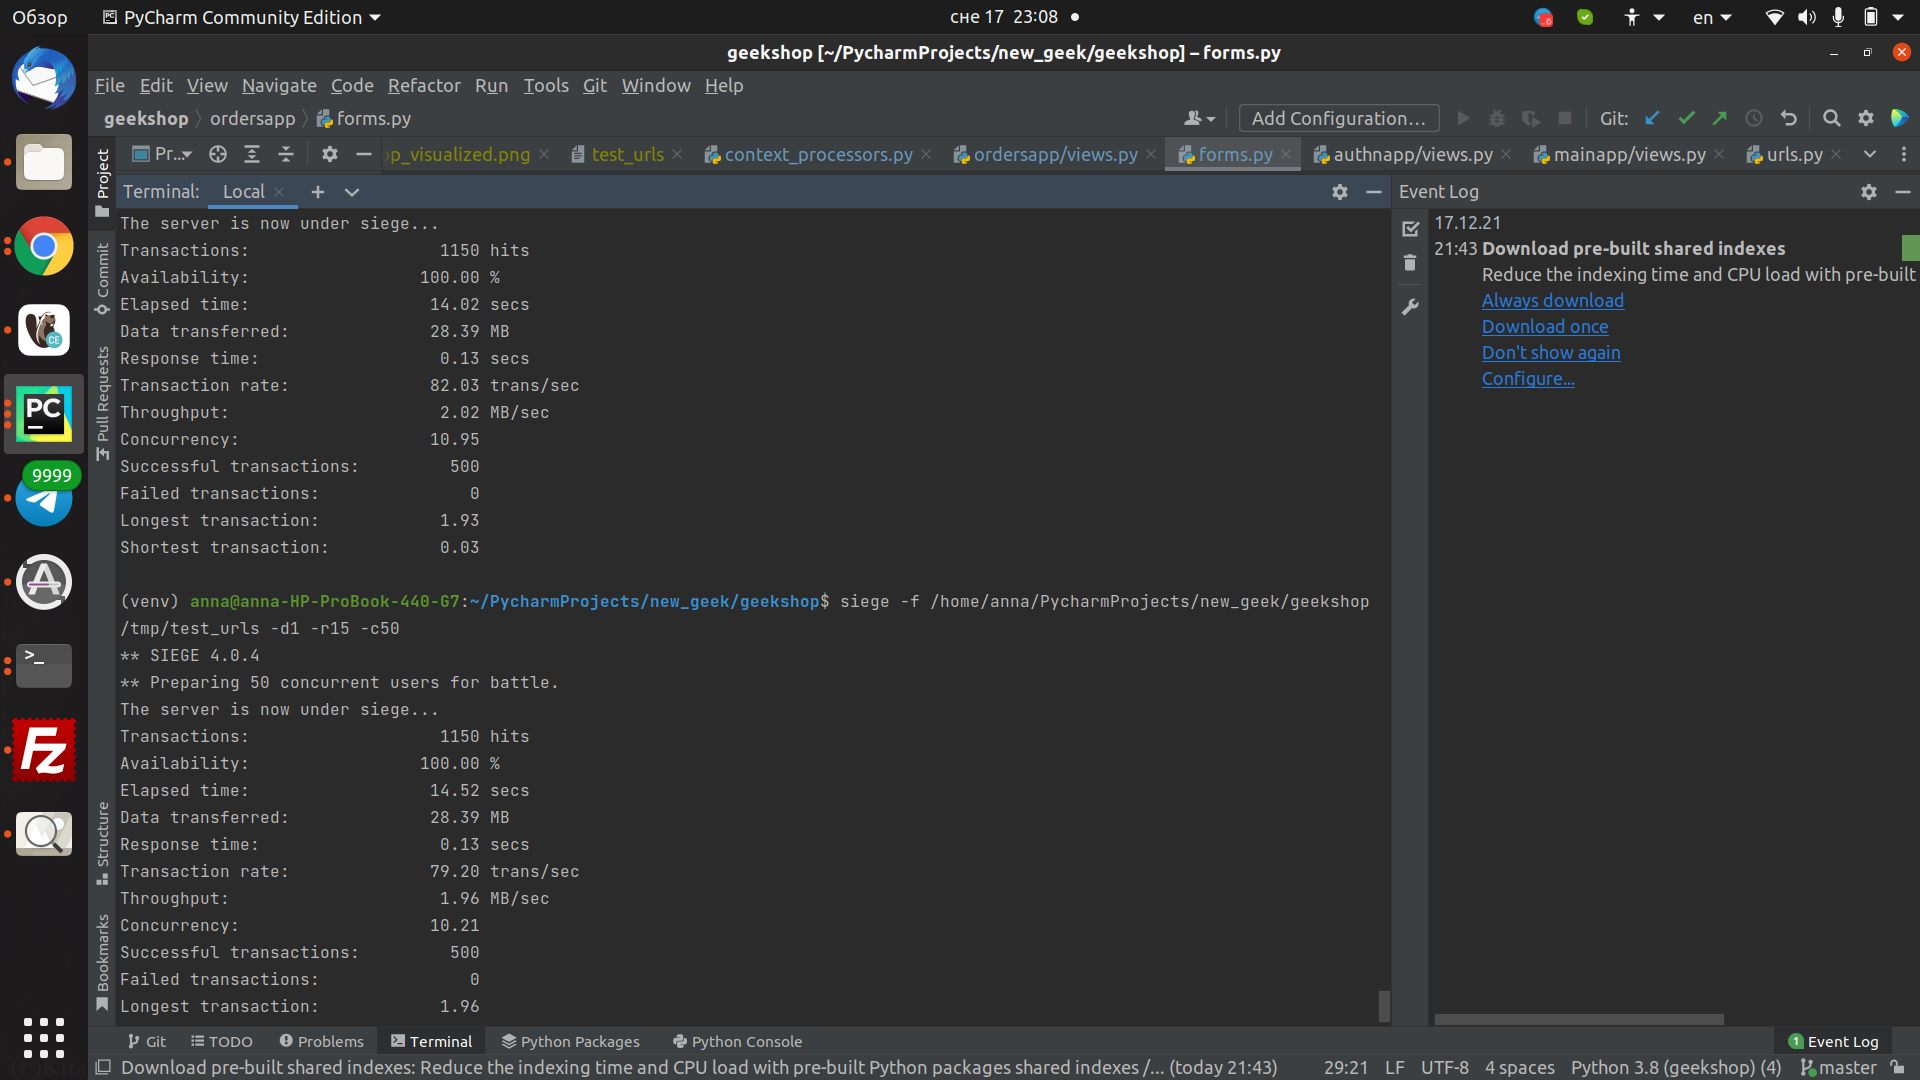 Обзор
PyCharm Community Edition
сне 17 23:08
en
geekshop [~/PycharmProjects/new_geek/geekshop] – forms.py
File Edit View Navigate Code Refactor Run Tools Git Window Help
geekshop ordersapp forms.py
Add Configuration...
Git:
Pr...
op_visualized.png test_urls context_processors.py ordersapp/views.py forms.py authnapp/views.py mainapp/views.py urls.py
Project
Commit
Pull Requests
Structure
Bookmarks
PC
9999
CE
Fz
Terminal: Local
The server is now under siege...
Transactions: 1150 hits
Availability: 100.00 %
Elapsed time: 14.02 secs
Data transferred: 28.39 MB
Response time: 0.13 secs
Transaction rate: 82.03 trans/sec
Throughput: 2.02 MB/sec
Concurrency: 10.95
Successful transactions: 500
Failed transactions: 0
Longest transaction: 1.93
Shortest transaction: 0.03
(venv) anna@anna-HP-ProBook-440-G7:~/PycharmProjects/new_geek/geekshop$ siege -f /home/anna/PycharmProjects/new_geek/geekshop
/tmp/test_urls -d1 -r15 -c50
** SIEGE 4.0.4
** Preparing 50 concurrent users for battle.
The server is now under siege...
Transactions: 1150 hits
Availability: 100.00 %
Elapsed time: 14.52 secs
Data transferred: 28.39 MB
Response time: 0.13 secs
Transaction rate: 79.20 trans/sec
Throughput: 1.96 MB/sec
Concurrency: 10.21
Successful transactions: 500
Failed transactions: 0
Longest transaction: 1.96
Event Log
17.12.21
21:43 Download pre-built shared indexes
Reduce the indexing time and CPU load with pre-built
Always download
Download once
Don't show again
Configure...
Git TODO Problems Terminal Python Packages Python Console
1 Event Log
Download pre-built shared indexes: Reduce the indexing time and CPU load with pre-built Python packages shared indexes /... (today 21:43)
29:21 LF UTF-8 4 spaces Python 3.8 (geekshop) (4) master